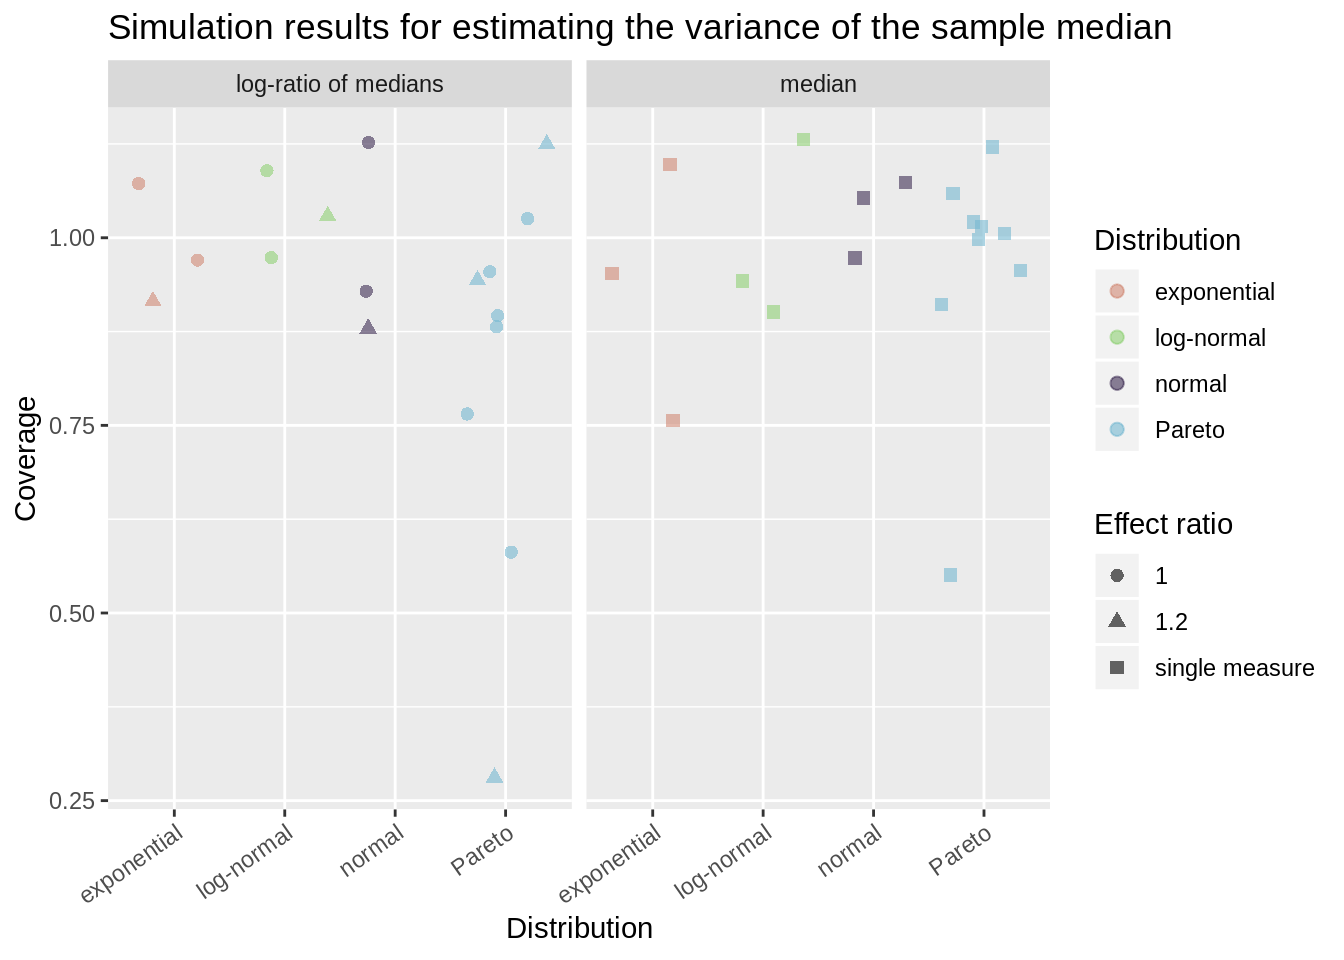 Simulation results for estimating the variance of the sample median
log-ratio of medians
median
1.00
0.75
0.50
0.25
Coverage
exponential
log-normal
normal
Pareto
exponential
log-normal
normal
Pareto
Distribution
Distribution
exponential
log-normal
normal
Pareto
Effect ratio
1
1.2
single measure